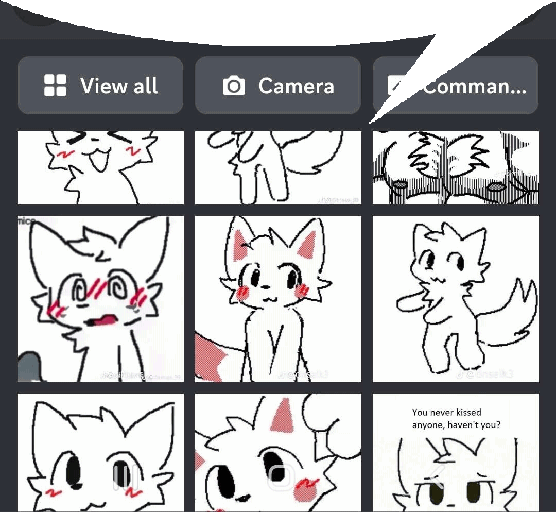 View all
Camera
Comman...
You never kissed
anyone, haven't you?